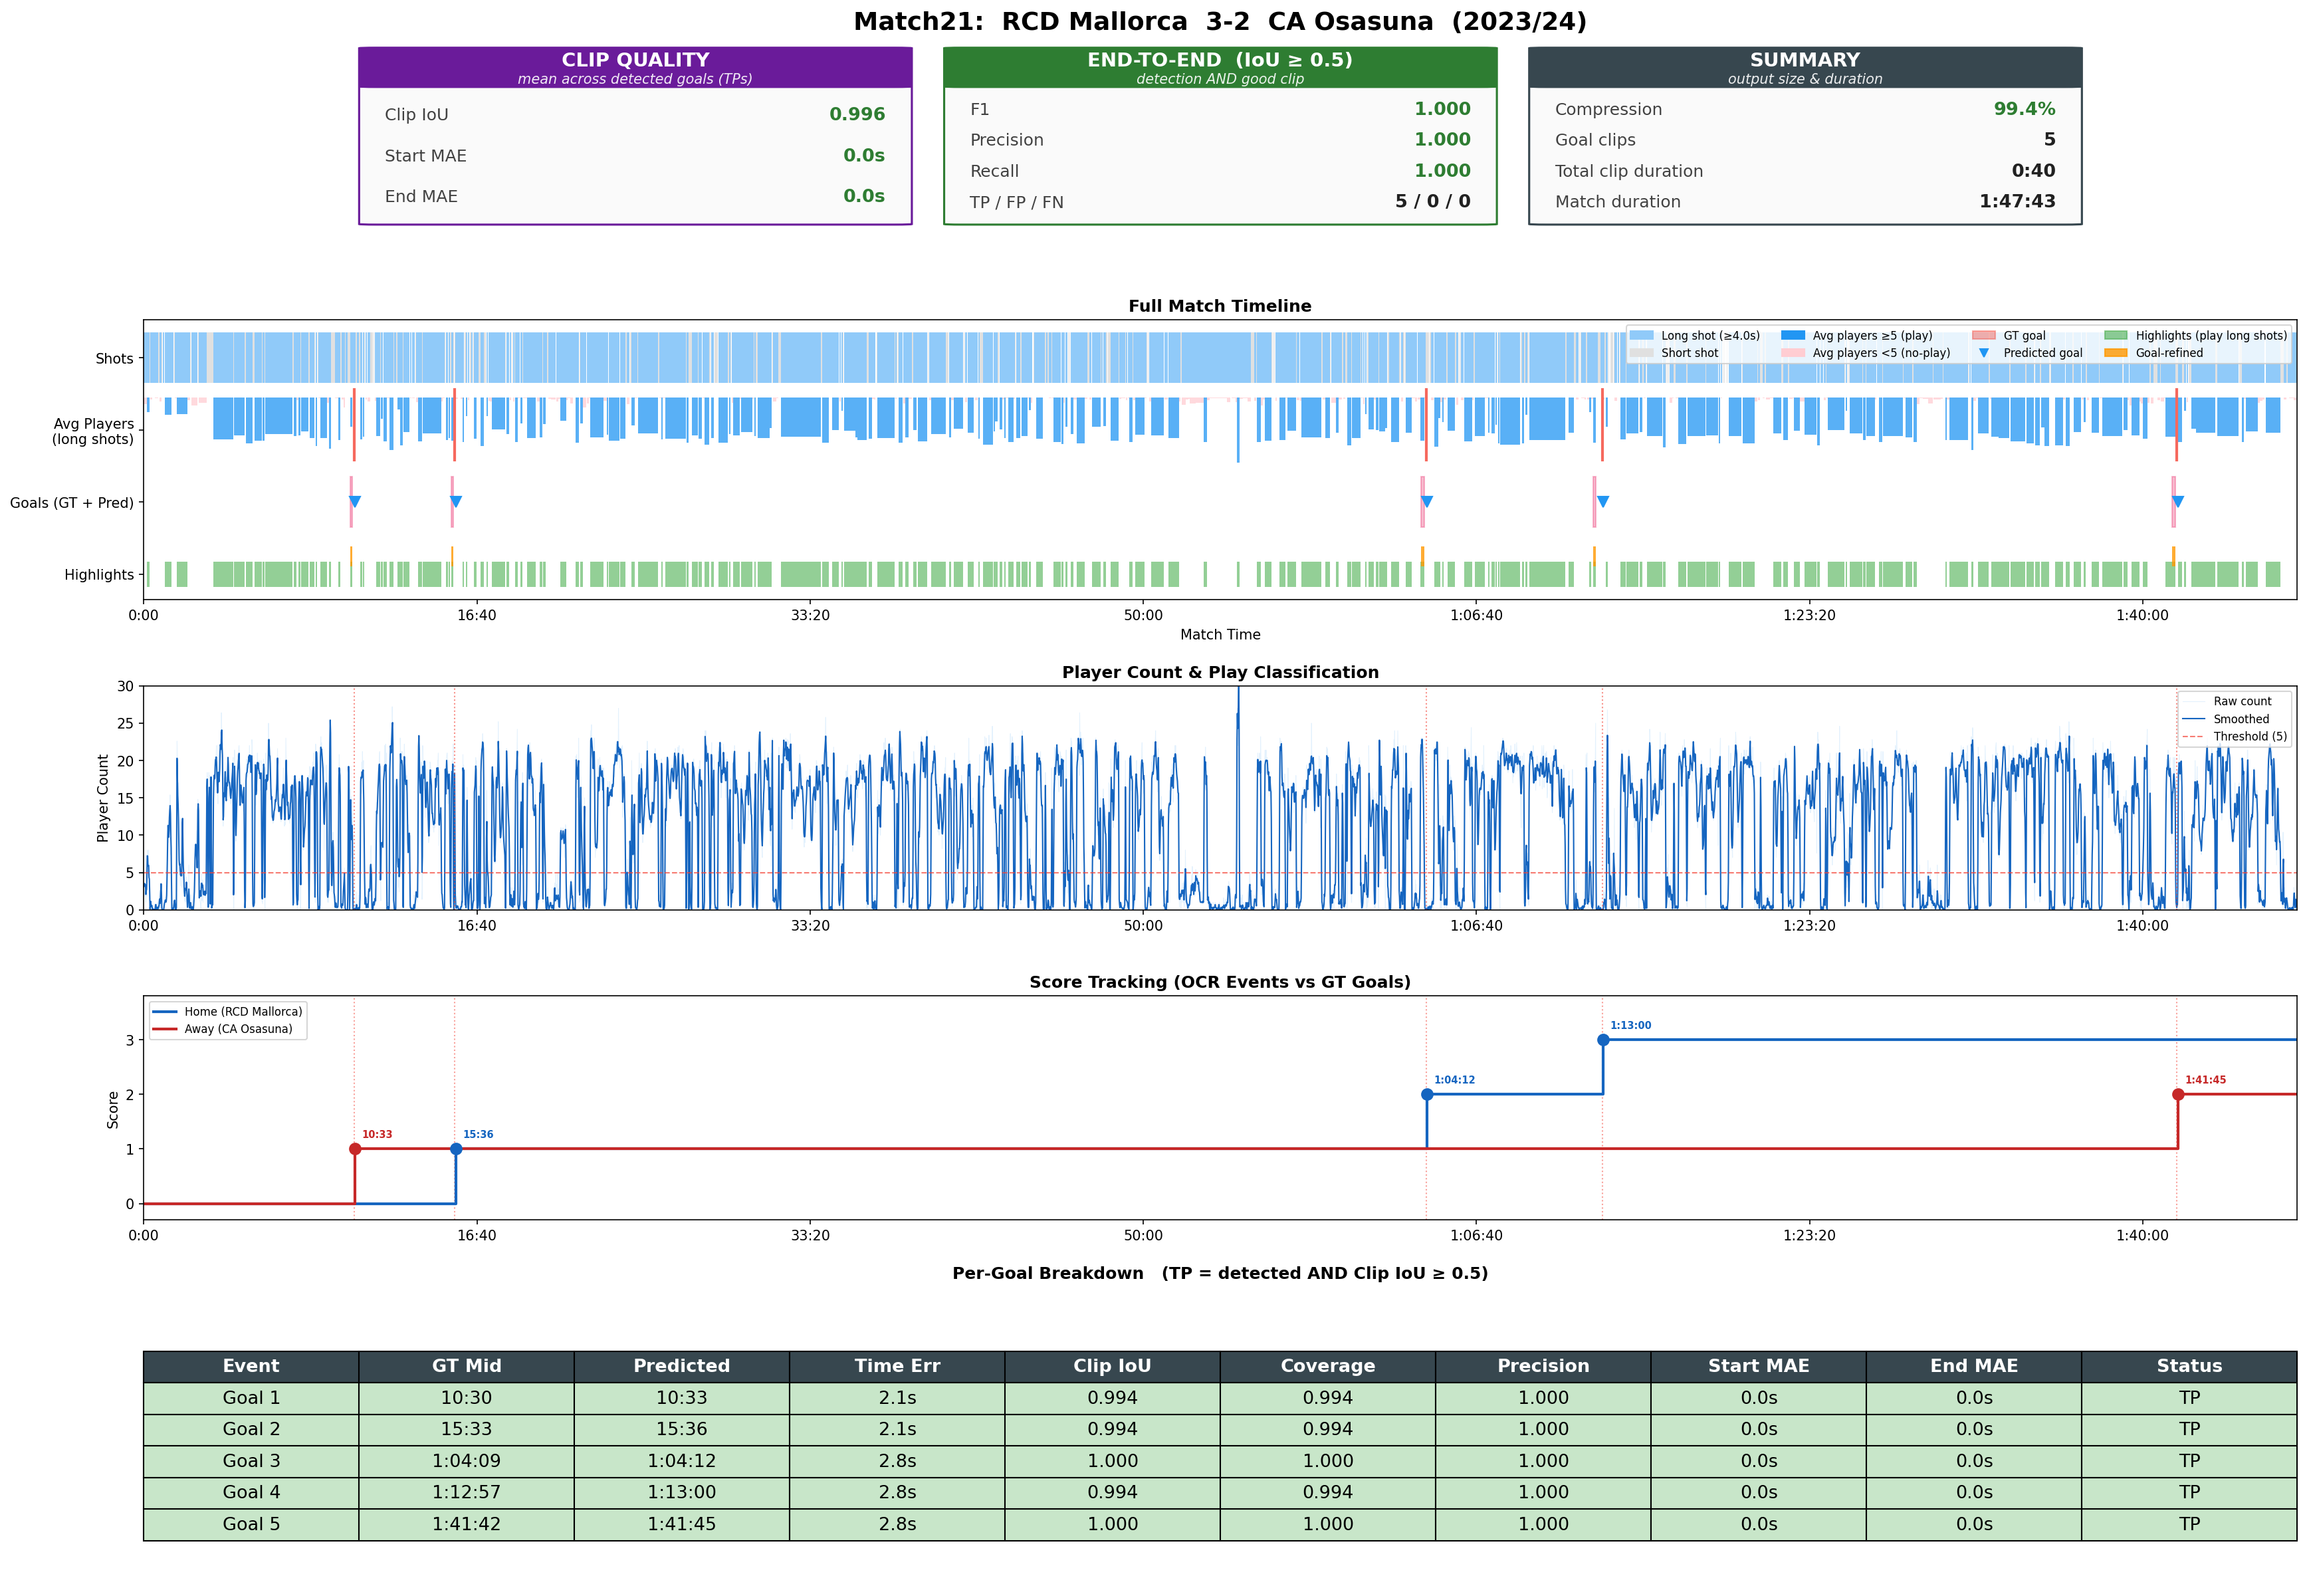 Match21:  RCD Mallorca  3-2  CA Osasuna  (2023/24)
CLIP QUALITY
mean across detected goals (TPs)
Clip IoU 0.996
Start MAE 0.0s
End MAE 0.0s
END-TO-END  (IoU ≥ 0.5)
detection AND good clip
F1 1.000
Precision 1.000
Recall 1.000
TP / FP / FN 5 / 0 / 0
SUMMARY
output size & duration
Compression 99.4%
Goal clips 5
Total clip duration 0:40
Match duration 1:47:43
Full Match Timeline
Long shot (≥4.0s)
Short shot
Avg players ≥5 (play)
Avg players <5 (no-play)
GT goal
Predicted goal
Highlights (play long shots)
Goal-refined
Shots
Avg Players
(long shots)
Goals (GT + Pred)
Highlights
0:00 16:40 33:20 50:00 1:06:40 1:23:20 1:40:00
Match Time
Player Count & Play Classification
Player Count
30
25
20
15
10
5
0
Raw count
Smoothed
Threshold (5)
0:00 16:40 33:20 50:00 1:06:40 1:23:20 1:40:00
Score Tracking (OCR Events vs GT Goals)
Home (RCD Mallorca)
Away (CA Osasuna)
Score
3
2
1
0
10:33
15:36
1:04:12
1:13:00
1:41:45
0:00 16:40 33:20 50:00 1:06:40 1:23:20 1:40:00
Per-Goal Breakdown   (TP = detected AND Clip IoU ≥ 0.5)
Event GT Mid Predicted Time Err Clip IoU Coverage Precision Start MAE End MAE Status
Goal 1 10:30 10:33 2.1s 0.994 0.994 1.000 0.0s 0.0s TP
Goal 2 15:33 15:36 2.1s 0.994 0.994 1.000 0.0s 0.0s TP
Goal 3 1:04:09 1:04:12 2.8s 1.000 1.000 1.000 0.0s 0.0s TP
Goal 4 1:12:57 1:13:00 2.8s 0.994 0.994 1.000 0.0s 0.0s TP
Goal 5 1:41:42 1:41:45 2.8s 1.000 1.000 1.000 0.0s 0.0s TP